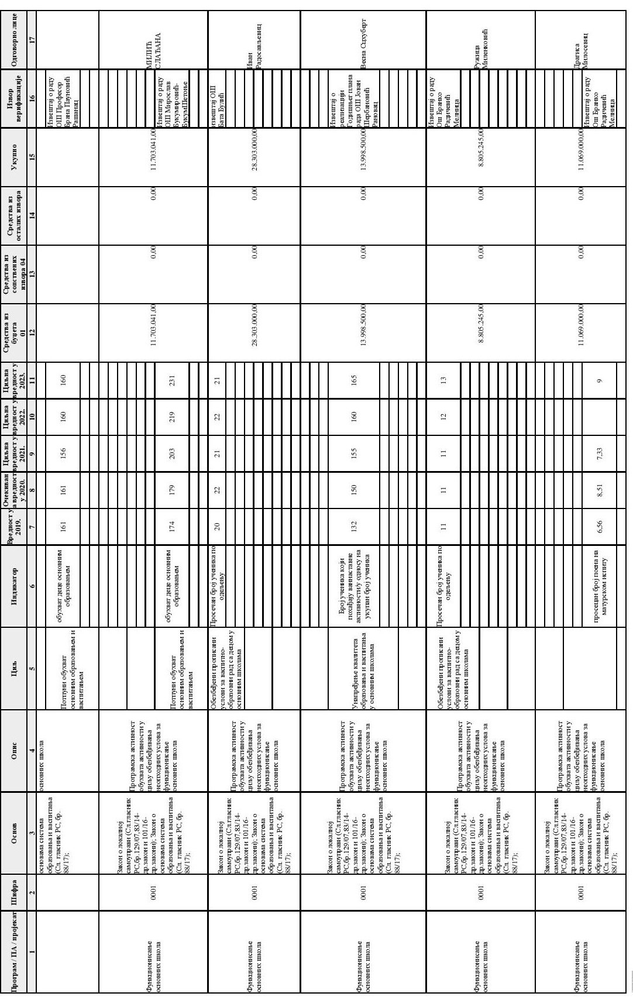 Програм / ПА / пројекат
Шифра
Основ
Опис
Циљ
Индикатор
Вредност у
2019.
Очекиван
а вредност
у 2020.
Циљна
вредност у
2021.
Циљна
вредност у
2022.
Циљна
вредност у
2023.
Средства из
буџета
01
Средства из
сопствених
извора 04
Средства из
осталих извора
Укупно
Извор
верификације
Одговорно лице
1
2
3
4
5
6
7
8
9
10
11
12
13
14
15
16
17
основама система
образовања и васпитања
(Сл. гласник РС, бр.
88/17);
основних школа
Потпуни обухват
основним образовањем и
васпитањем
обухват деце основним
образовањем
161
161
156
160
160
Извештај о раду
ОШ Професор
Брана Пауновић
Рашанац
Функционисање
основних школа
0001
Закон о локалној
самоуправи (Сл.гласник
РС,бр.129/07,83/14-
др.закон и 101/16-
др.закони); Закон о
основама система
образовања и васпитања
(Сл. гласник РС, бр.
88/17);
Програмска активност
обухвата активности у
циљу обезбеђивања
неопходних услова за
функционисање
основних школа
Потпуни обухват
основним образовањем и
васпитањем
обухват деце основним
образовањем
174
179
203
219
231
11.703.041,00
0,00
0,00
11.703.041,00
Извештај о раду
ОШ Мирослав
Букумировић-
БукумШетоње
МИЛИЋ
СЛАЂАНА
Функционисање
основних школа
0001
Закон о локалној
самоуправи (Сл.гласник
РС,бр.129/07,83/14-
др.закон и 101/16-
др.закони); Закон о
основама система
образовања и васпитања
(Сл. гласник РС, бр.
88/17);
Програмска активност
обухвата активности у
циљу обезбеђивања
неопходних услова за
функционисање
основних школа
Обезбеђени прописани
услови за васпитно-
образовни рад са децом у
основним школама
Просечан број ученика по
одељењу
20
22
21
22
21
28.303.000,00
0,00
0,00
28.303.000,00
извештај ОШ
Бата Булић
Иван
Радосављевиц
Функционисање
основних школа
0001
Закон о локалној
самоуправи (Сл.гласник
РС,бр.129/07,83/14-
др.закон и 101/16-
др.закони); Закон о
основама система
образовања и васпитања
(Сл. гласник РС, бр.
88/17);
Програмска активност
обухвата активности у
циљу обезбеђивања
неопходних услова за
функционисање
основних школа
Унапређење квалитета
образовања и васпитања
у основним школама
Број ученика који
похађају ваннаставне
активности/у односу на
укупан број ученика
132
150
155
160
165
13.998.500,00
0,00
0,00
13.998.500,00
Извештај о
реализацији
Годишњег плана
рада ОШ Јован
Шербановић
Рановац
Весна Сцхуберт
Функционисање
основних школа
0001
Закон о локалној
самоуправи (Сл.гласник
РС,бр.129/07,83/14-
др.закон и 101/16-
др.закони); Закон о
основама система
образовања и васпитања
(Сл. гласник РС, бр.
88/17);
Програмска активност
обухвата активности у
циљу обезбеђивања
неопходних услова за
функционисање
основних школа
Обезбеђени прописани
услови за васпитно-
образовни рад са децом у
основним школама
Просечан број ученика по
одељењу
11
11
11
12
13
8.805.245,00
0,00
0,00
8.805.245,00
Извештај о раду
Ош Бранко
Радичевић
Мелница
Ружица
Миленковић
Функционисање
основних школа
0001
Закон о локалној
самоуправи (Сл.гласник
РС,бр.129/07,83/14-
др.закон и 101/16-
др.закони); Закон о
основама система
образовања и васпитања
(Сл. гласник РС, бр.
88/17);
Програмска активност
обухвата активности у
циљу обезбеђивања
неопходних услова за
функционисање
основних школа
просецан број поена на
матурском испиту
6,56
8,51
7,33
9
11.069.000,00
0,00
0,00
11.069.000,00
Извештај о раду
Ош Бранко
Радичевић
Мелница
Драгиса
Милосевиц